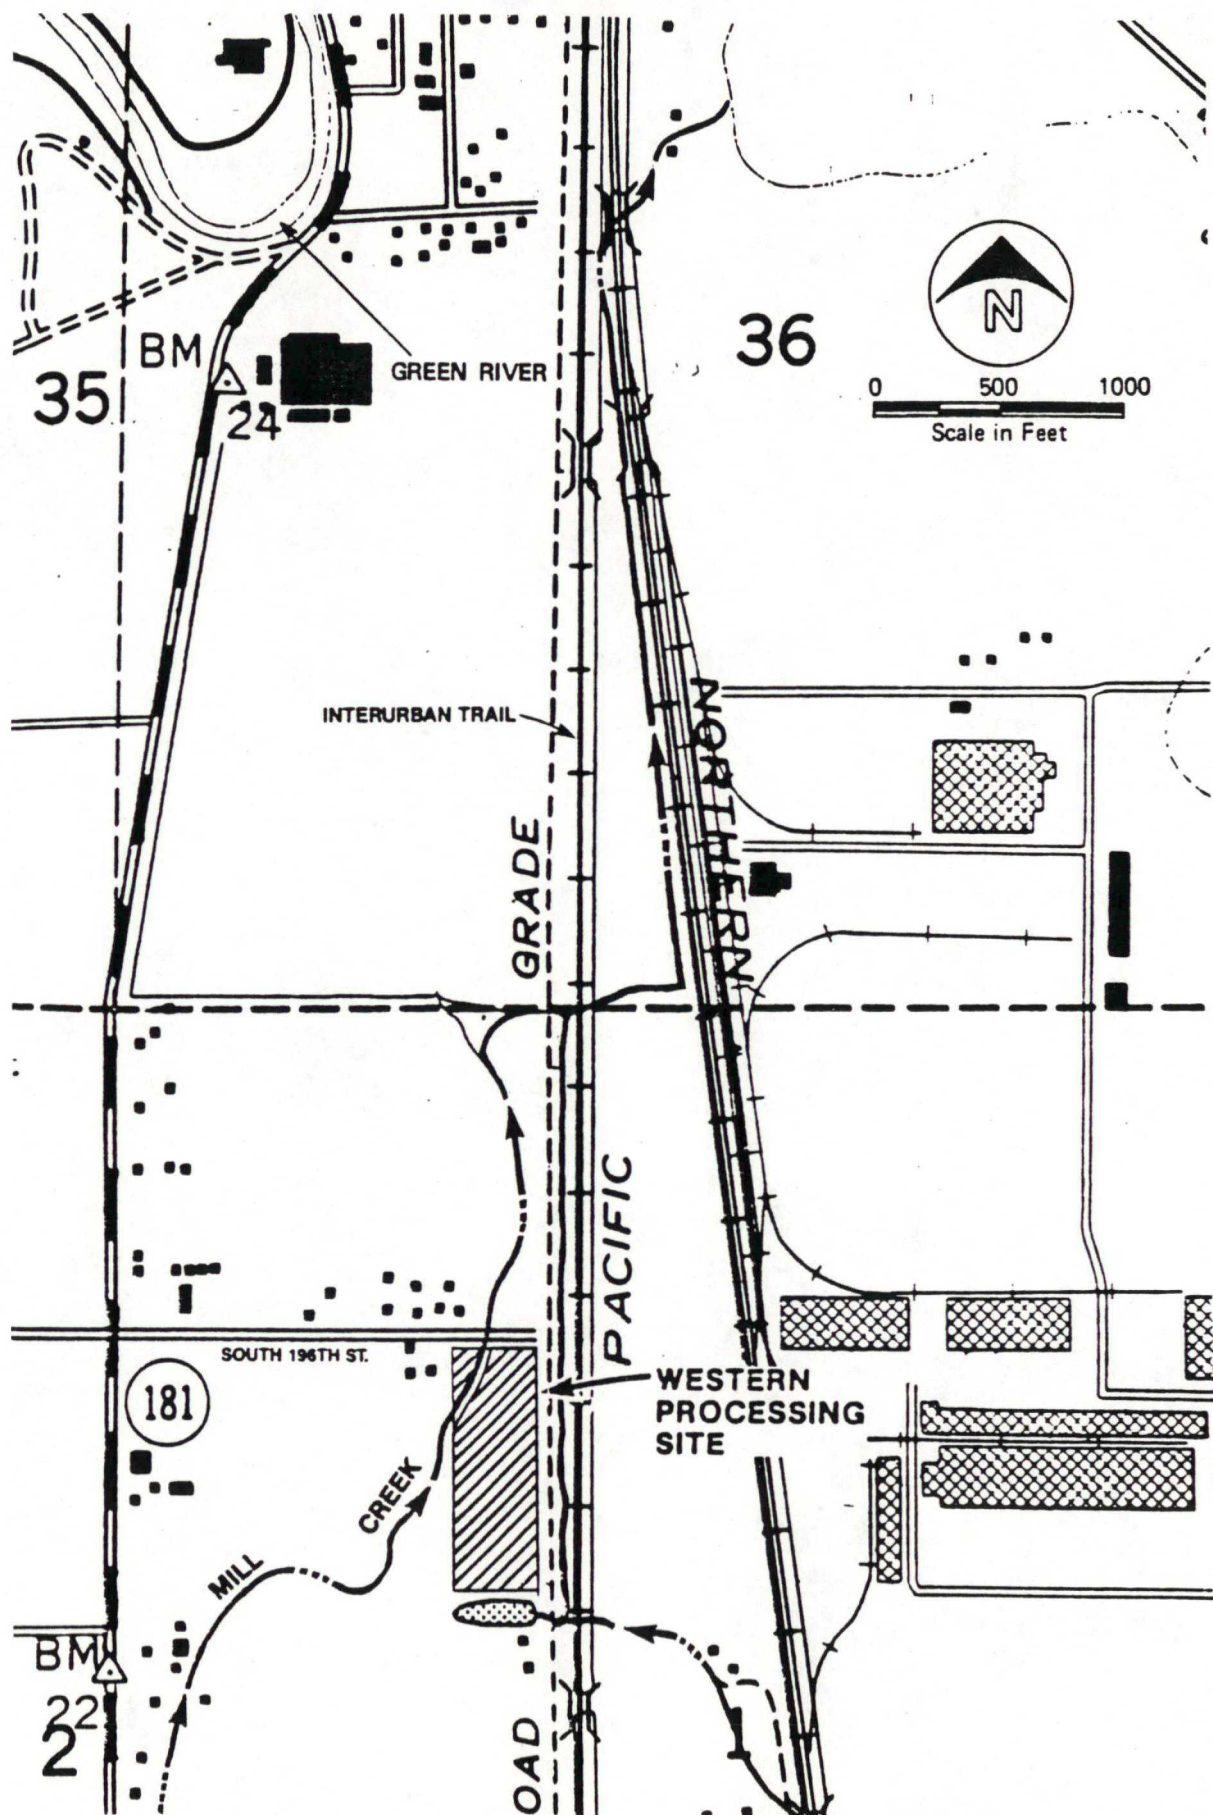 BM
35
24
GREEN RIVER
36
N
0 500 1000
Scale in Feet
INTERURBAN TRAIL
NORTHERN
GRADE
PACIFIC
SOUTH 196TH ST.
181
WESTERN
PROCESSING
SITE
CREEK
MILL
BM
22
2
OAD